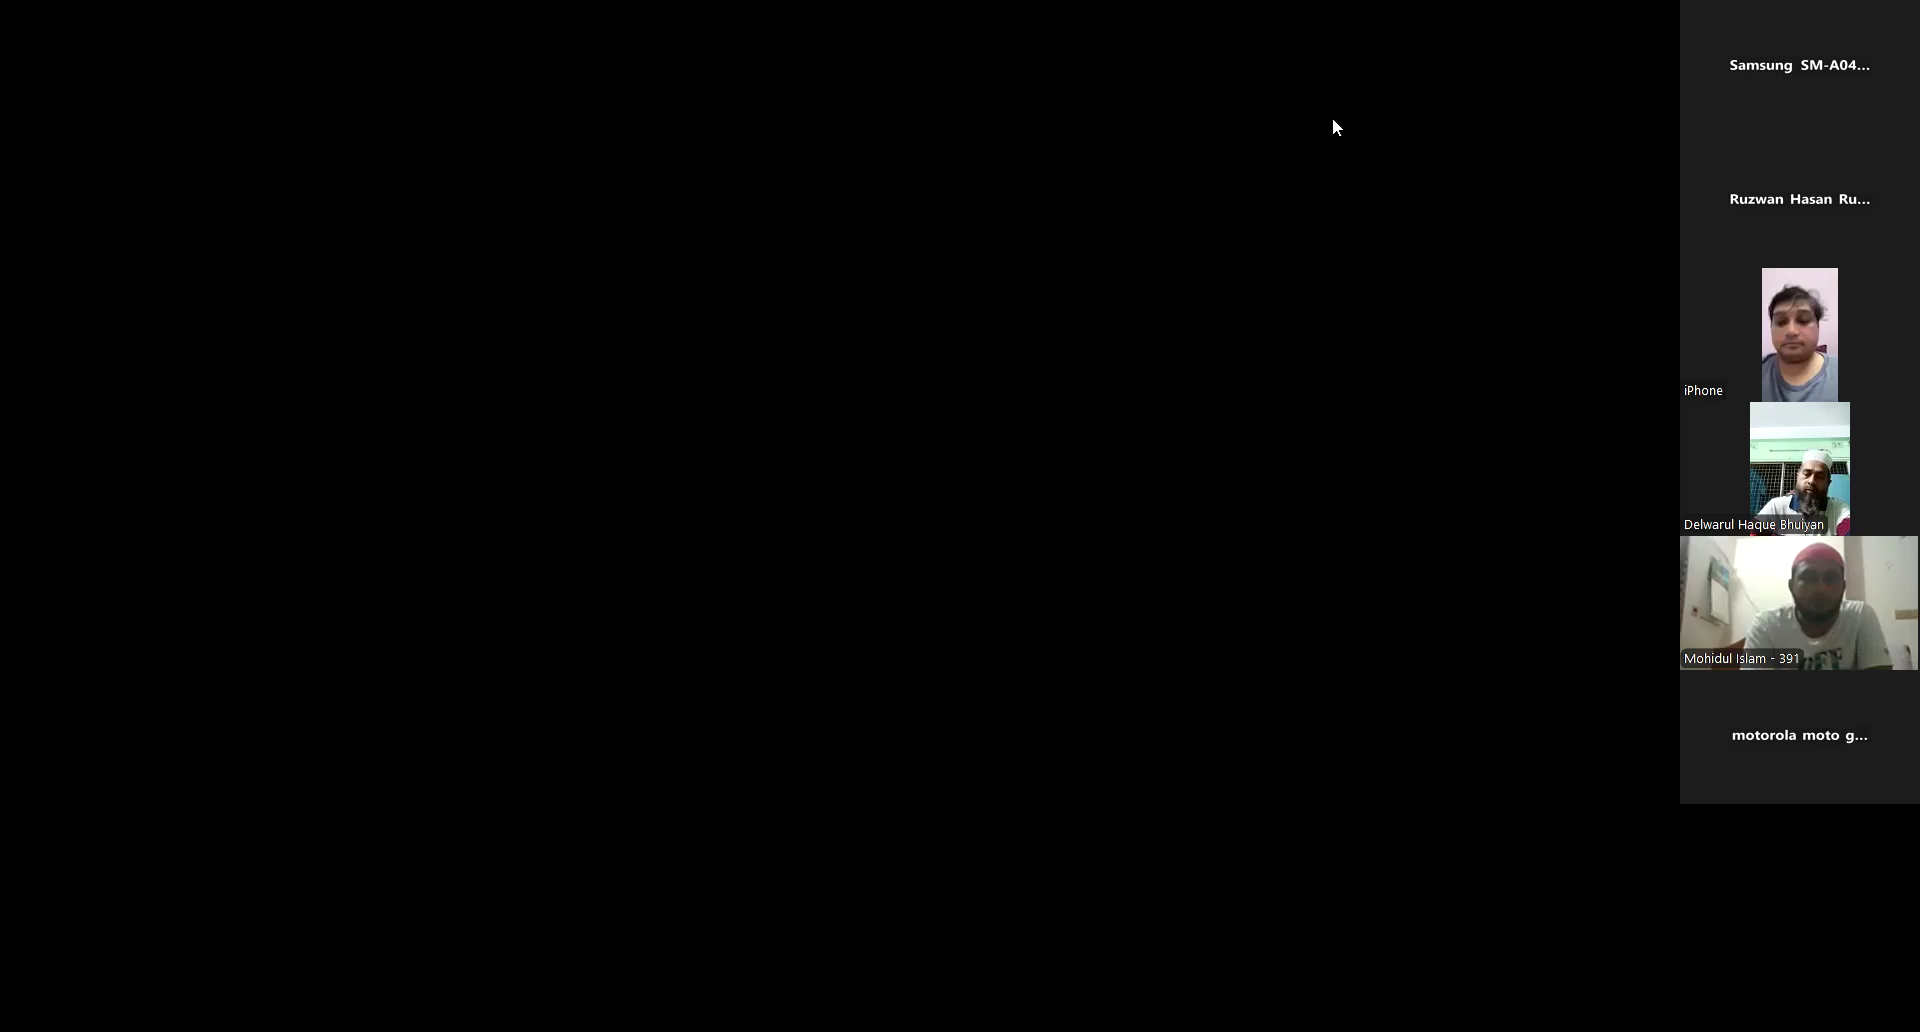 Samsung SM-A04...
Ruzwan Hasan Ru...
iPhone
Delwarul Haque Bhuiyan
Mohidul Islam - 391
motorola moto g...